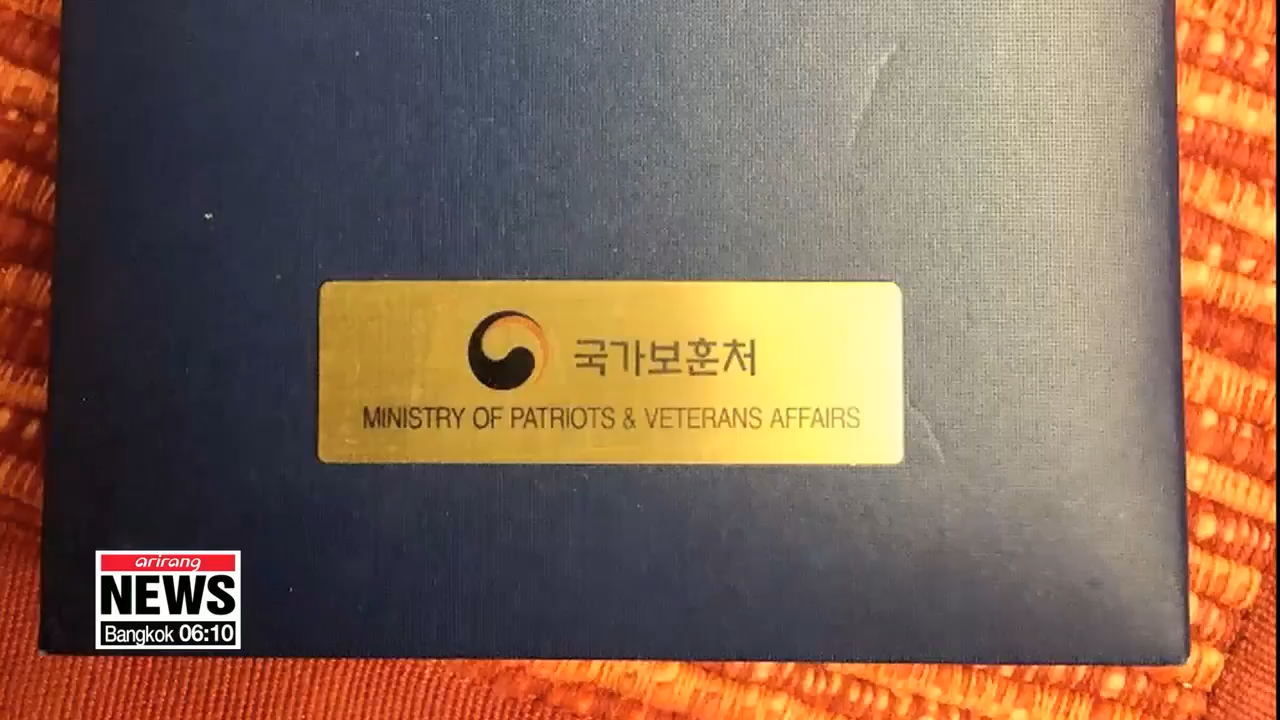 국가보훈처
MINISTRY OF PATRIOTS & VETERANS AFFAIRS
arirang
NEWS
Bangkok 06:10